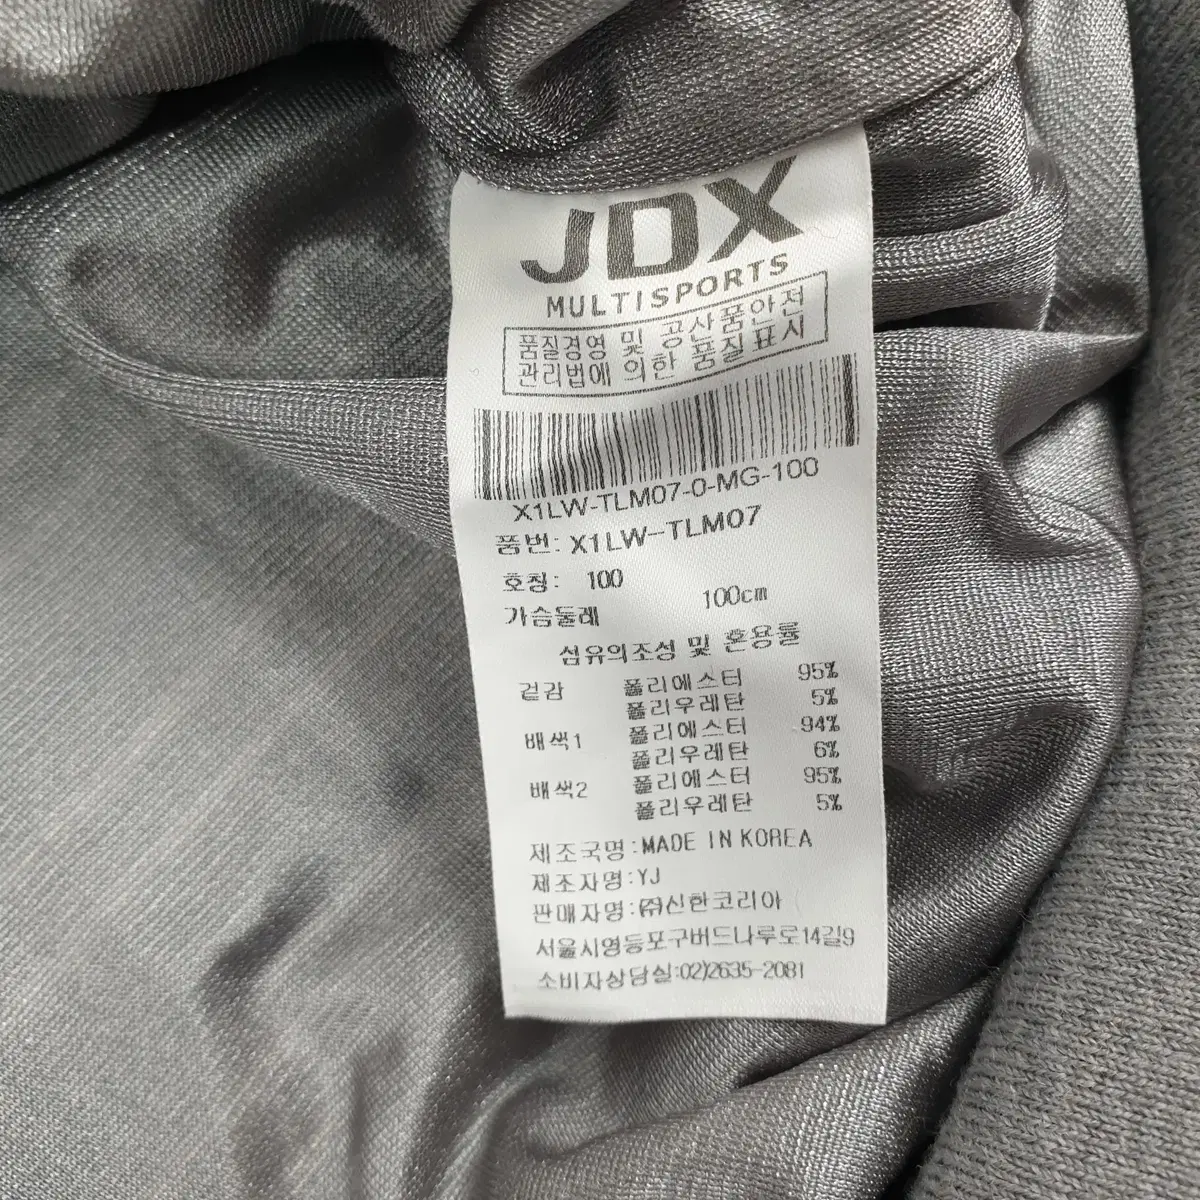 JDX
MULTISPORTS
품질경영 및 공산품안전
관리법에 의한 품질표시
X1LW-TLM07-0-MG-100
품번: X1LW--TLM07
호칭: 100
가슴둘레 100cm
섬유의조성 및 혼용률
겉감 폴리에스터 95%
폴리우레탄 5%
배색1 폴리에스터 94%
폴리우레탄 6%
배색2 폴리에스터 95%
폴리우레탄 5%
제조국명:MADE IN KOREA
제조자명:YJ
판매자명:㈜신한코리아
서울시영등포구버드나루로14길9
소비자상담실:02)2635-2081